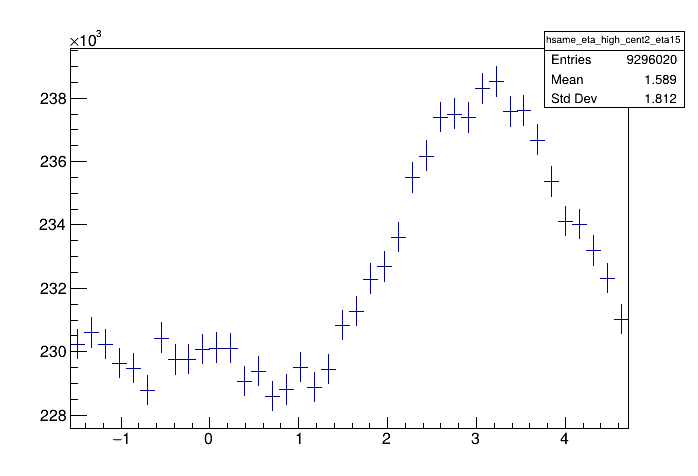 ×10³
hsame_eta_high_cent2_eta15
Entries 9296020
Mean 1.589
Std Dev 1.812
238
236
234
232
230
228
−1 0 1 2 3 4